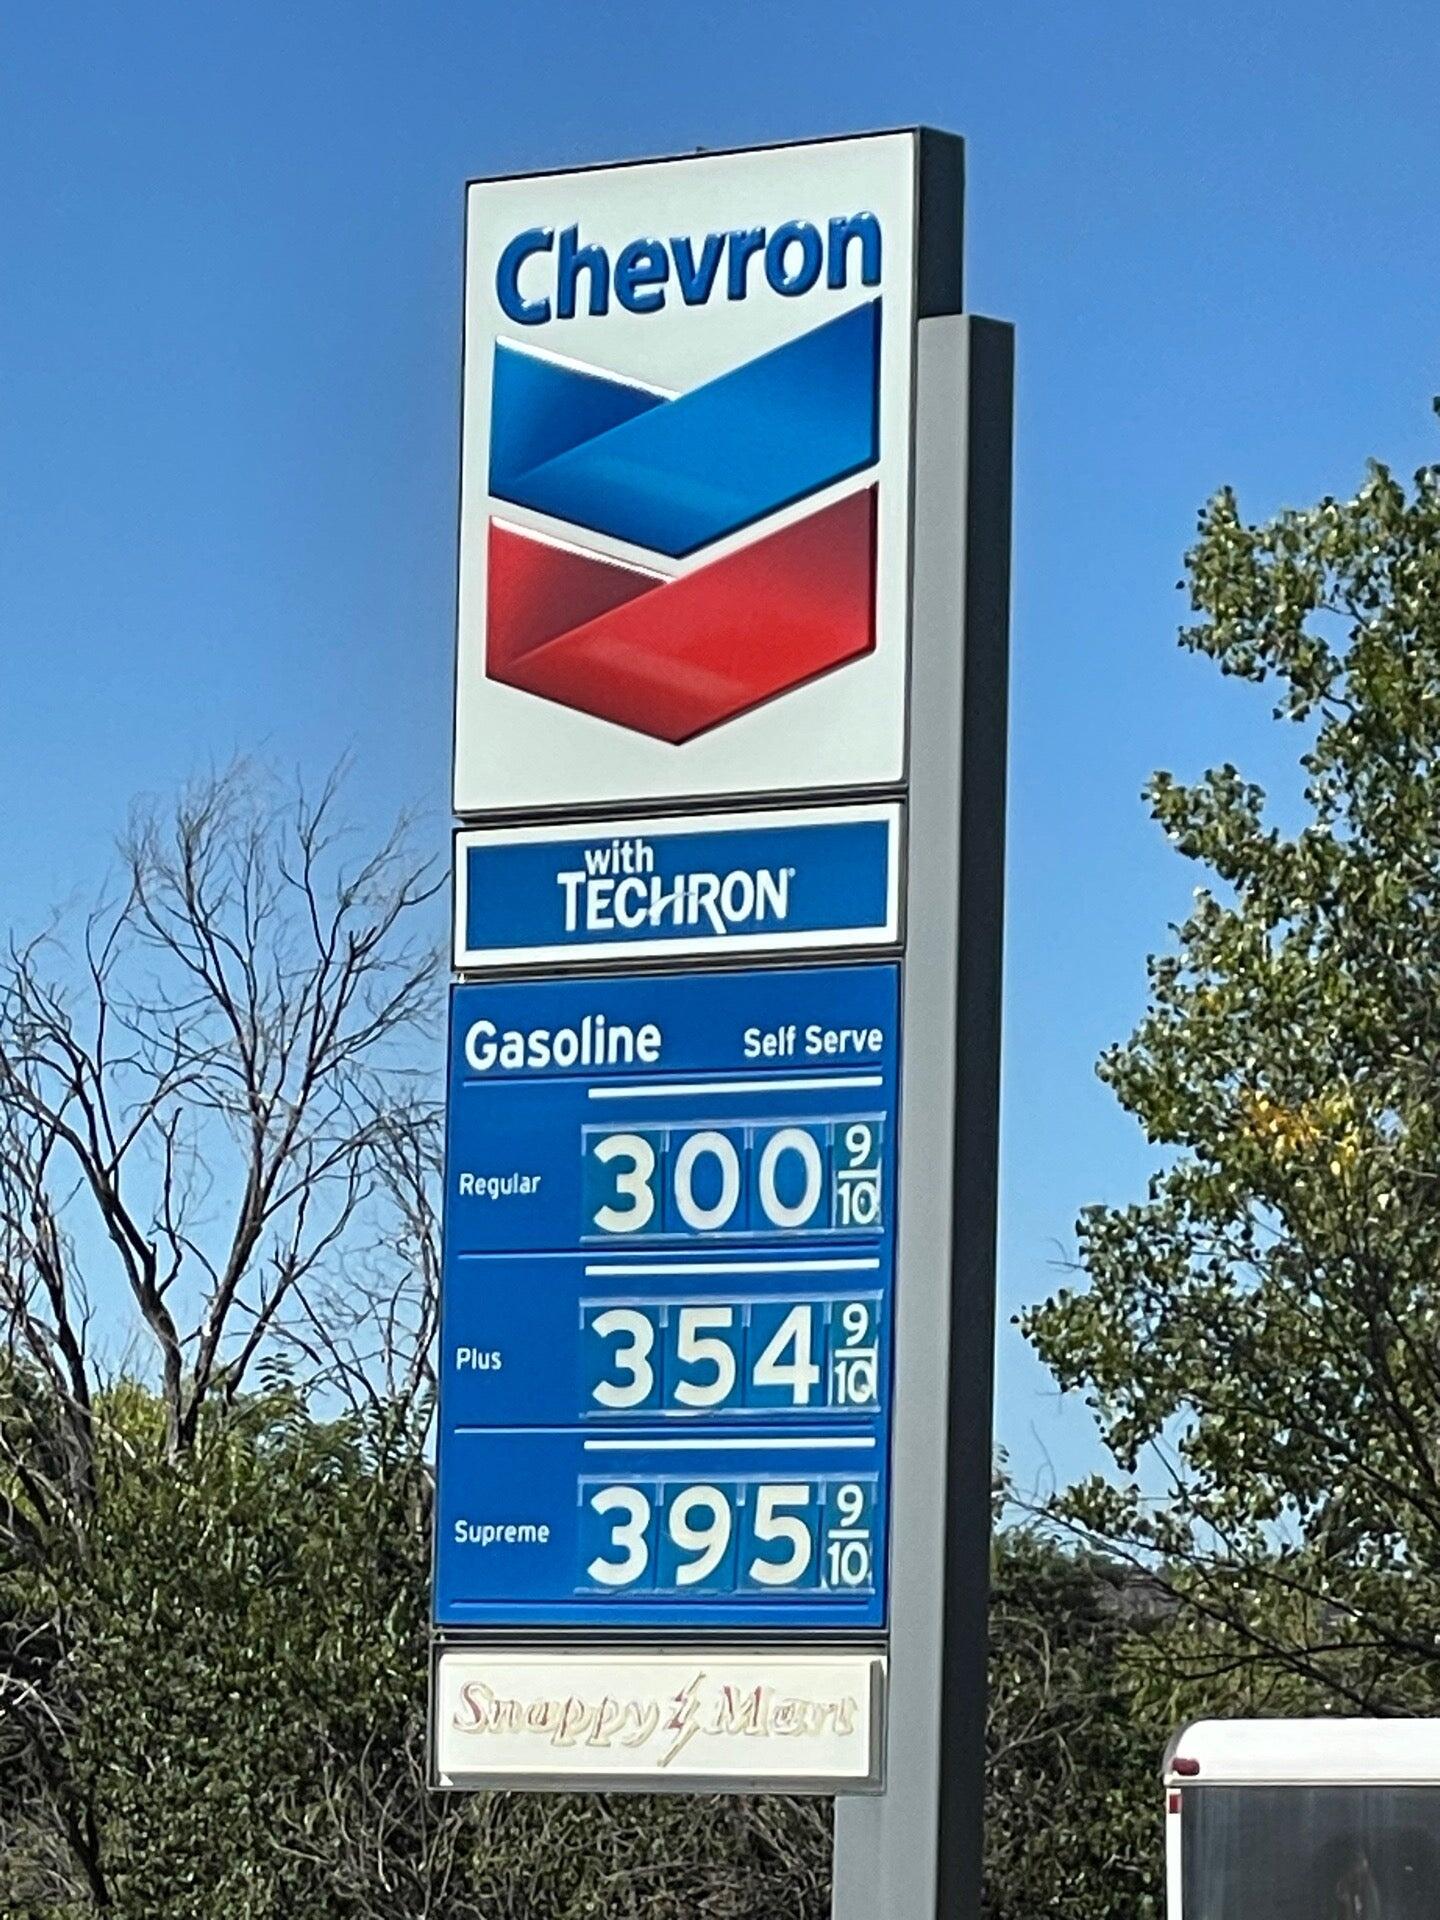 Chevron
with
TECHRON®
Gasoline Self Serve
Regular 300 9/10
Plus 354 9/10
Supreme 395 9/10
Snappy Mart